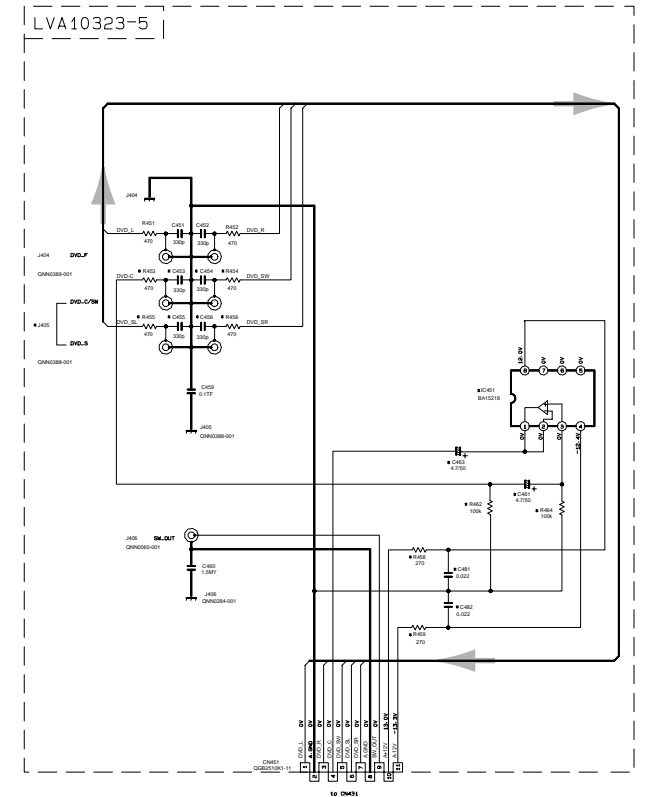 LVA10323-5
J404
DVD_L
R451
470
C451
330p
C452
330p
R452
470
DVD_R
J404
DVD_F
QNN0389-001
DVD-C
R453
470
C453
330p
C454
330p
R454
470
DVD_SW
DVD_C/SW
J405
DVD_S
QNN0388-001
DVD_SL
R455
470
C455
330p
C456
330p
R456
470
DVD_SR
C459
0.1TF
J405
QNN0388-001
12.0V
0V
0V
0V
8
7
6
5
IC451
BA15218
1
2
3
4
0V
0V
0V
-12.4V
C463
4.7/50
C461
4.7/50
R462
100k
R464
100k
J406
SW_OUT
QNN0060-001
C460
1.5MY
J406
QNN0284-001
R458
270
C481
0.022
C482
0.022
R459
270
0V
0V
0V
0V
0V
0V
0V
0V
0V
13.0V
-13.3V
DVD_L
A.GND
DVD_R
DVD_C
DVD_SW
DVD_SL
DVD_SR
A.GND
SW_OUT
A+12V
A-12V
CN451
QGB2510K1-11
1
2
3
4
5
6
7
8
9
10
11
to CN431